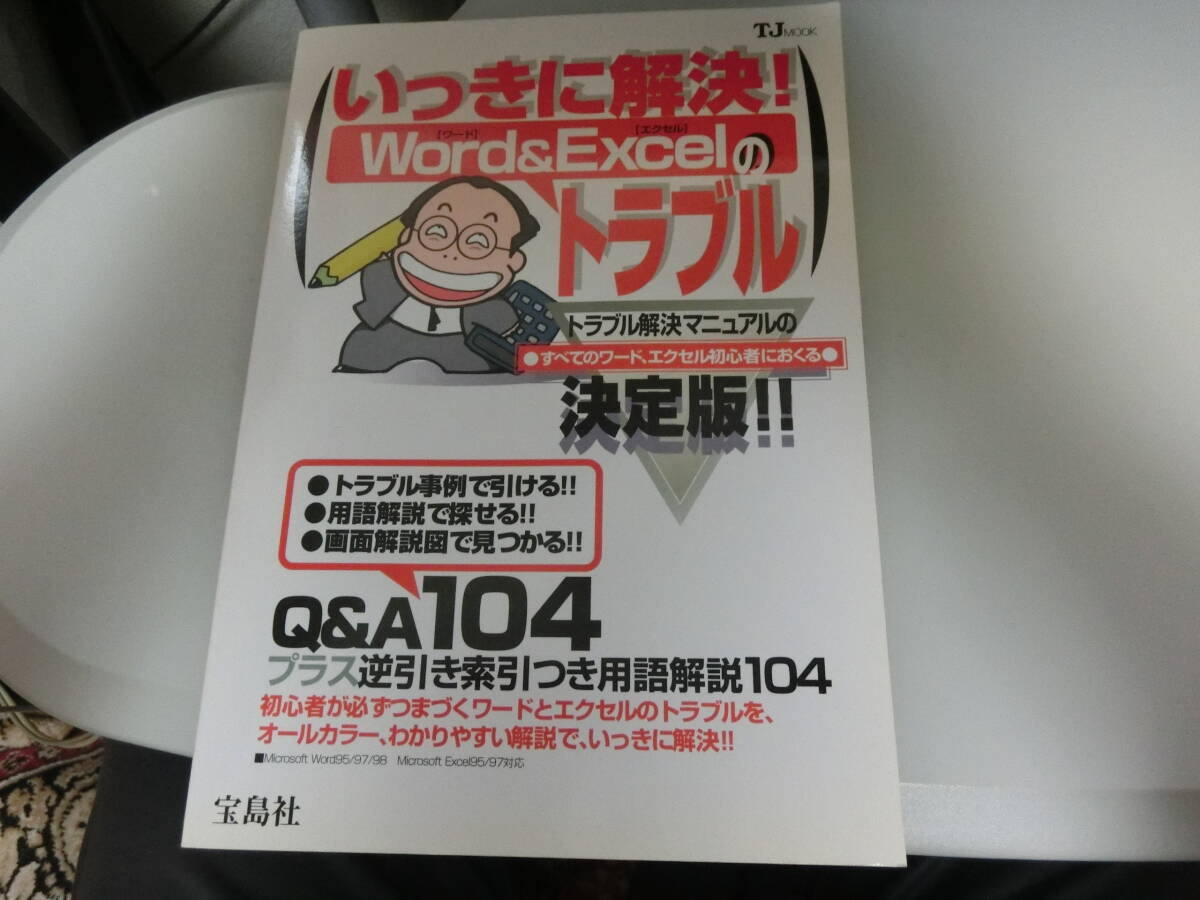 TJ MOOK
いっきに解決!
[ワード] [エクセル]
Word&Excelの
トラブル
トラブル解決マニュアルの
●すべてのワード、エクセル初心者におくる●
決定版!!
●トラブル事例で引ける!!
●用語解説で探せる!!
●画面解説図で見つかる!!
Q&A104
プラス逆引き索引つき用語解説104
初心者が必ずつまづくワードとエクセルのトラブルを、
オールカラー、わかりやすい解説で、いっきに解決!!
■Microsoft Word95/97/98 Microsoft Excel95/97対応
宝島社